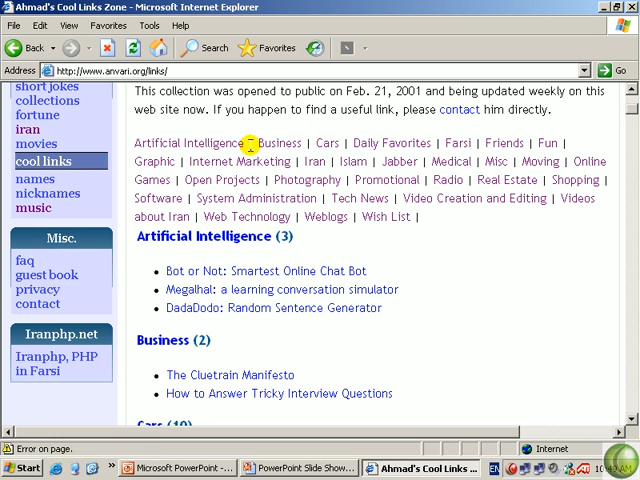 Ahmad's Cool Links Zone - Microsoft Internet Explorer
File Edit View Favorites Tools Help
Back Search Favorites
Address http://www.anvari.org/links/ Go
short jokes
collections
fortune
iran
movies
cool links
names
nicknames
music
Misc.
faq
guest book
privacy
contact
Iranphp.net
Iranphp, PHP
in Farsi
This collection was opened to public on Feb. 21, 2001 and being updated weekly on this
web site now. If you happen to find a useful link, please contact him directly.
Artificial Intelligence | Business | Cars | Daily Favorites | Farsi | Friends | Fun |
Graphic | Internet Marketing | Iran | Islam | Jabber | Medical | Misc | Moving | Online
Games | Open Projects | Photography | Promotional | Radio | Real Estate | Shopping |
Software | System Administration | Tech News | Video Creation and Editing | Videos
about Iran | Web Technology | Weblogs | Wish List |
Artificial Intelligence (3)
• Bot or Not: Smartest Online Chat Bot
• Megalhal: a learning conversation simulator
• DadaDodo: Random Sentence Generator
Business (2)
• The Cluetrain Manifesto
• How to Answer Tricky Interview Questions
Cars (10)
Error on page. Internet
Start » Microsoft PowerPoint -... PowerPoint Slide Show... Ahmad's Cool Links ... EN 10:49 AM